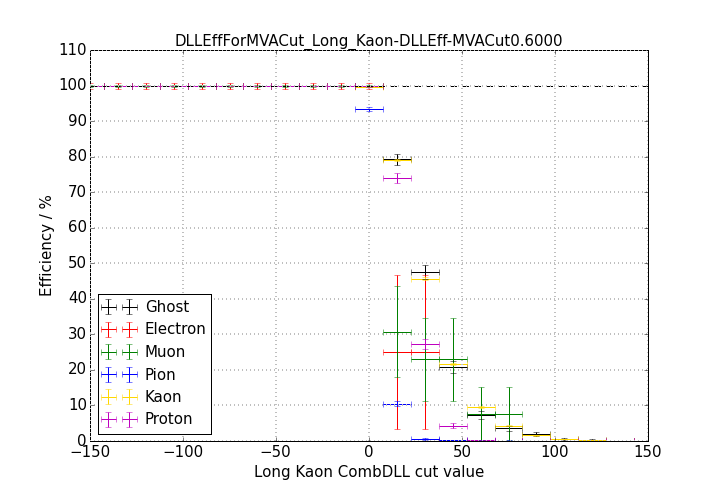 DLLEffForMVACut_Long_Kaon-DLLEff-MVACut0.6000
110
100
90
80
70
60
50
40
30
20
10
0
Efficiency / %
Ghost
Electron
Muon
Pion
Kaon
Proton
−150 −100 −50 0 50 100 150
Long Kaon CombDLL cut value